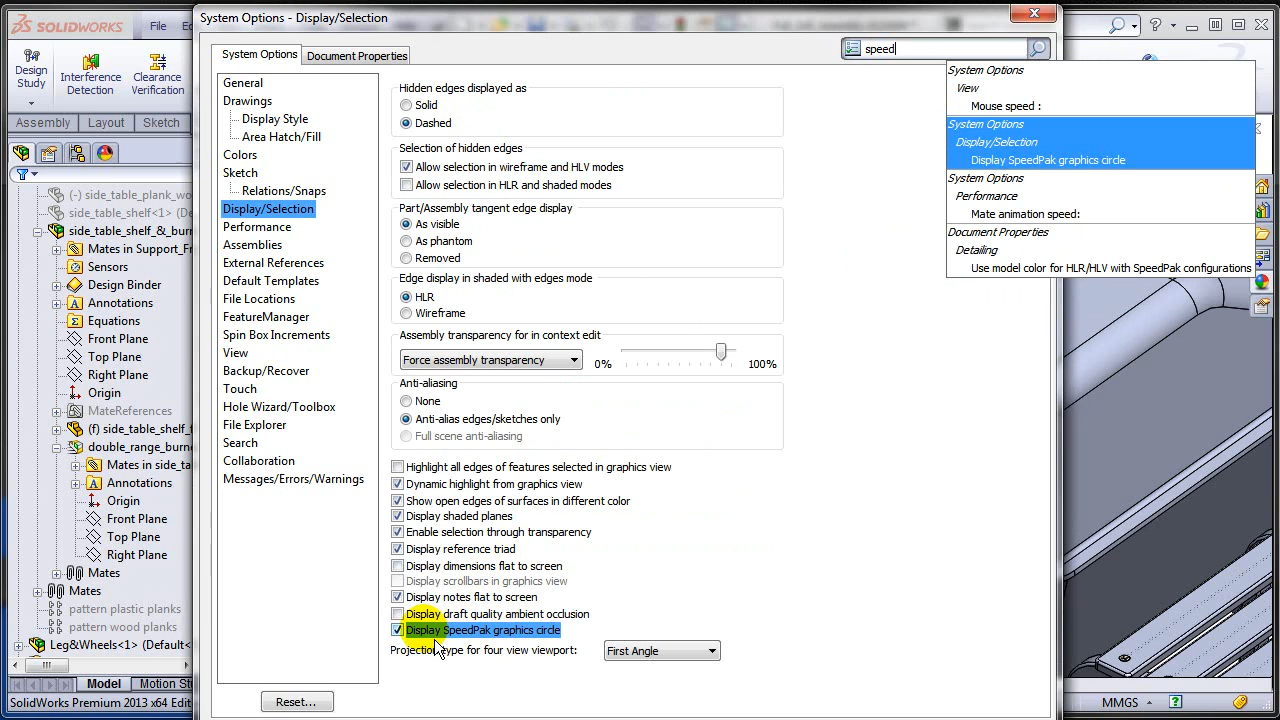 SOLIDWORKS
File
System Options - Display/Selection
?
Design Study
Interference Detection
Clearance Verification
Assembly
Layout
Sketch
System Options
Document Properties
speed
System Options
View
Mouse speed :
System Options
Display/Selection
Display SpeedPak graphics circle
System Options
Performance
Mate animation speed:
Document Properties
Detailing
Use model color for HLR/HLV with SpeedPak configurations
(-) side_table_plank_wo
side_table_shelf<1> (Defaul
side_table_shelf_&_burn
Mates in Support_Fr
Sensors
Design Binder
Annotations
Equations
Front Plane
Top Plane
Right Plane
Origin
MateReferences
(f) side_table_shelf_f
double_range_burne
Mates in side_ta
Annotations
Origin
Front Plane
Top Plane
Right Plane
Mates
Mates
pattern plastic planks
pattern wooden planks
Leg&Wheels<1> (Default
Model
Motion St
SolidWorks Premium 2013 x64 Edit
General
Drawings
Display Style
Area Hatch/Fill
Colors
Sketch
Relations/Snaps
Display/Selection
Performance
Assemblies
External References
Default Templates
File Locations
FeatureManager
Spin Box Increments
View
Backup/Recover
Touch
Hole Wizard/Toolbox
File Explorer
Search
Collaboration
Messages/Errors/Warnings
Reset...
Hidden edges displayed as
Solid
Dashed
Selection of hidden edges
Allow selection in wireframe and HLV modes
Allow selection in HLR and shaded modes
Part/Assembly tangent edge display
As visible
As phantom
Removed
Edge display in shaded with edges mode
HLR
Wireframe
Assembly transparency for in context edit
Force assembly transparency
0%
100%
Anti-aliasing
None
Anti-alias edges/sketches only
Full scene anti-aliasing
Highlight all edges of features selected in graphics view
Dynamic highlight from graphics view
Show open edges of surfaces in different color
Display shaded planes
Enable selection through transparency
Display reference triad
Display dimensions flat to screen
Display scrollbars in graphics view
Display notes flat to screen
Display draft quality ambient occlusion
Display SpeedPak graphics circle
Projection type for four view viewport:
First Angle
MMGS
?